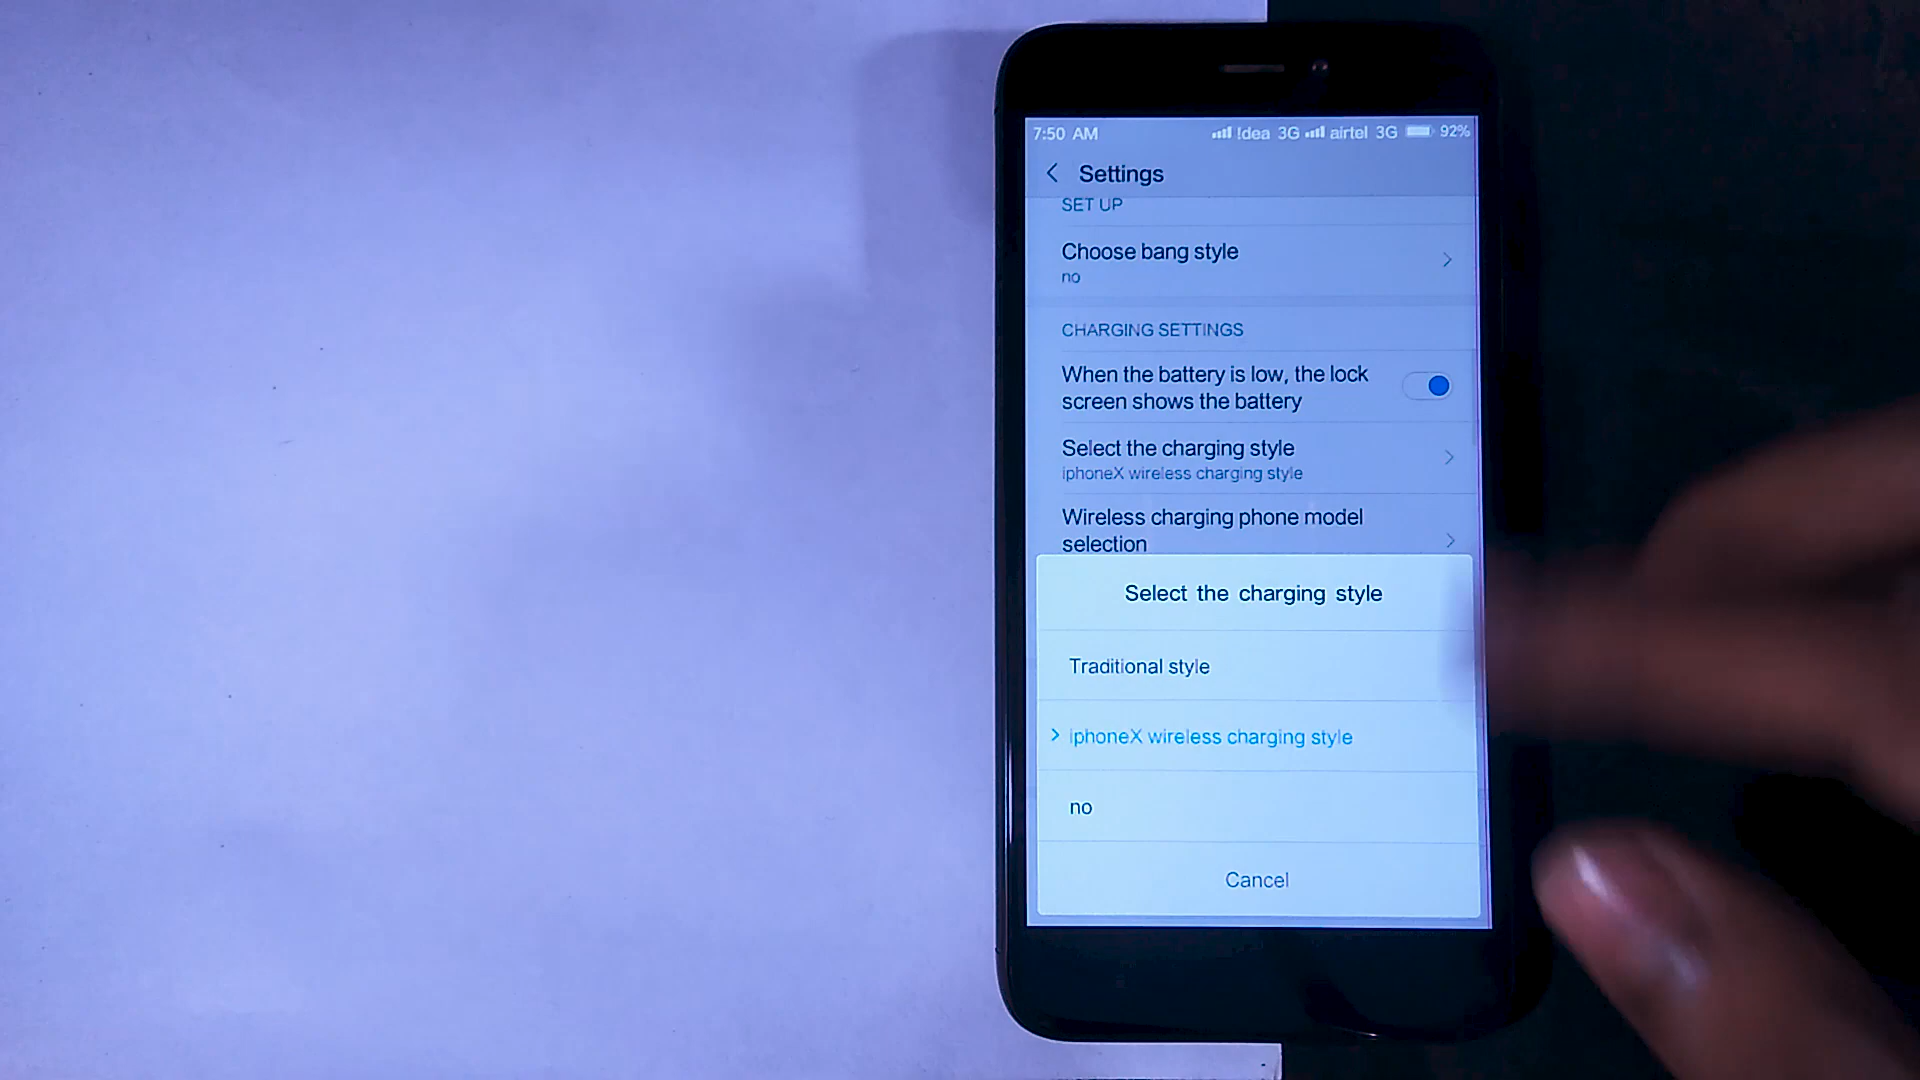 7:50 AM !dea 3G airtel 3G 92%
Settings
SET UP
Choose bang style
no
CHARGING SETTINGS
When the battery is low, the lock
screen shows the battery
Select the charging style
iphoneX wireless charging style
Wireless charging phone model
selection
Select the charging style
Traditional style
iphoneX wireless charging style
no
Cancel